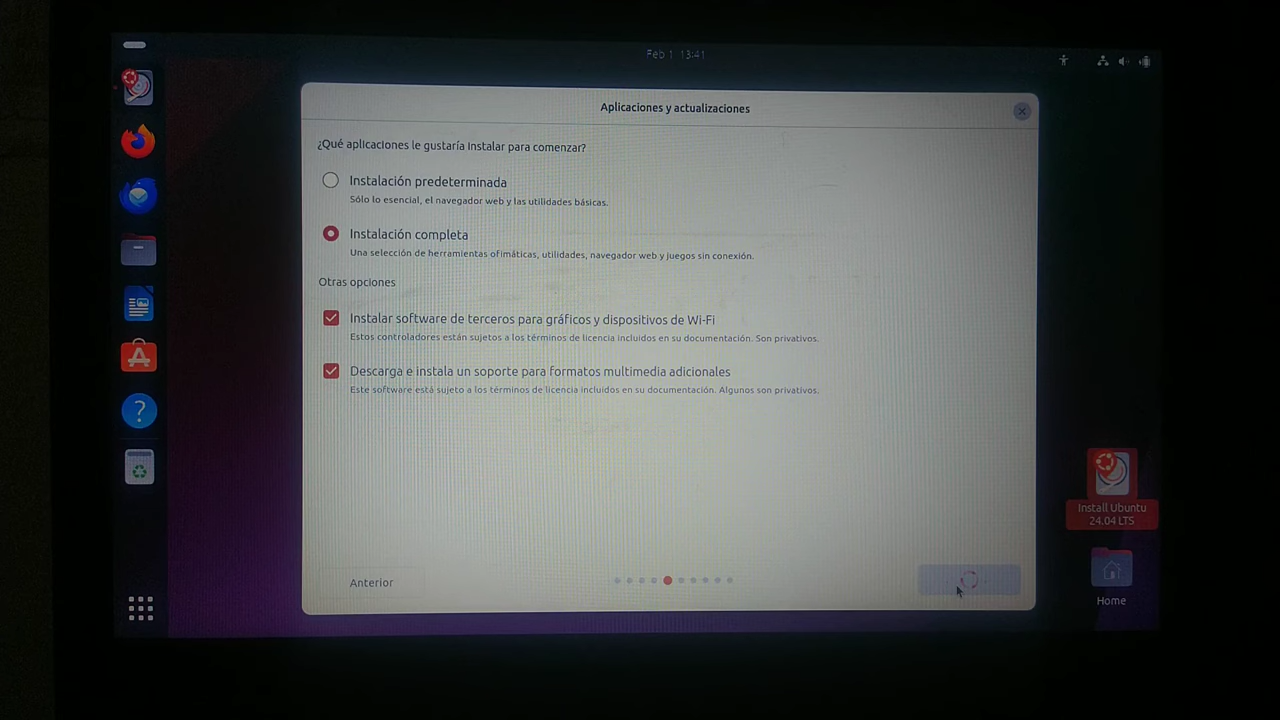 Feb 1 13:41
Aplicaciones y actualizaciones
¿Qué aplicaciones le gustaría instalar para comenzar?
Instalación predeterminada
Sólo lo esencial, el navegador web y las utilidades básicas.
Instalación completa
Una selección de herramientas ofimáticas, utilidades, navegador web y juegos sin conexión.
Otras opciones
Instalar software de terceros para gráficos y dispositivos de Wi-Fi
Estos controladores están sujetos a los términos de licencia incluidos en su documentación. Son privativos.
Descarga e instala un soporte para formatos multimedia adicionales
Este software está sujeto a los términos de licencia incluidos en su documentación. Algunos son privativos.
Install Ubuntu
24.04 LTS
Anterior
Home